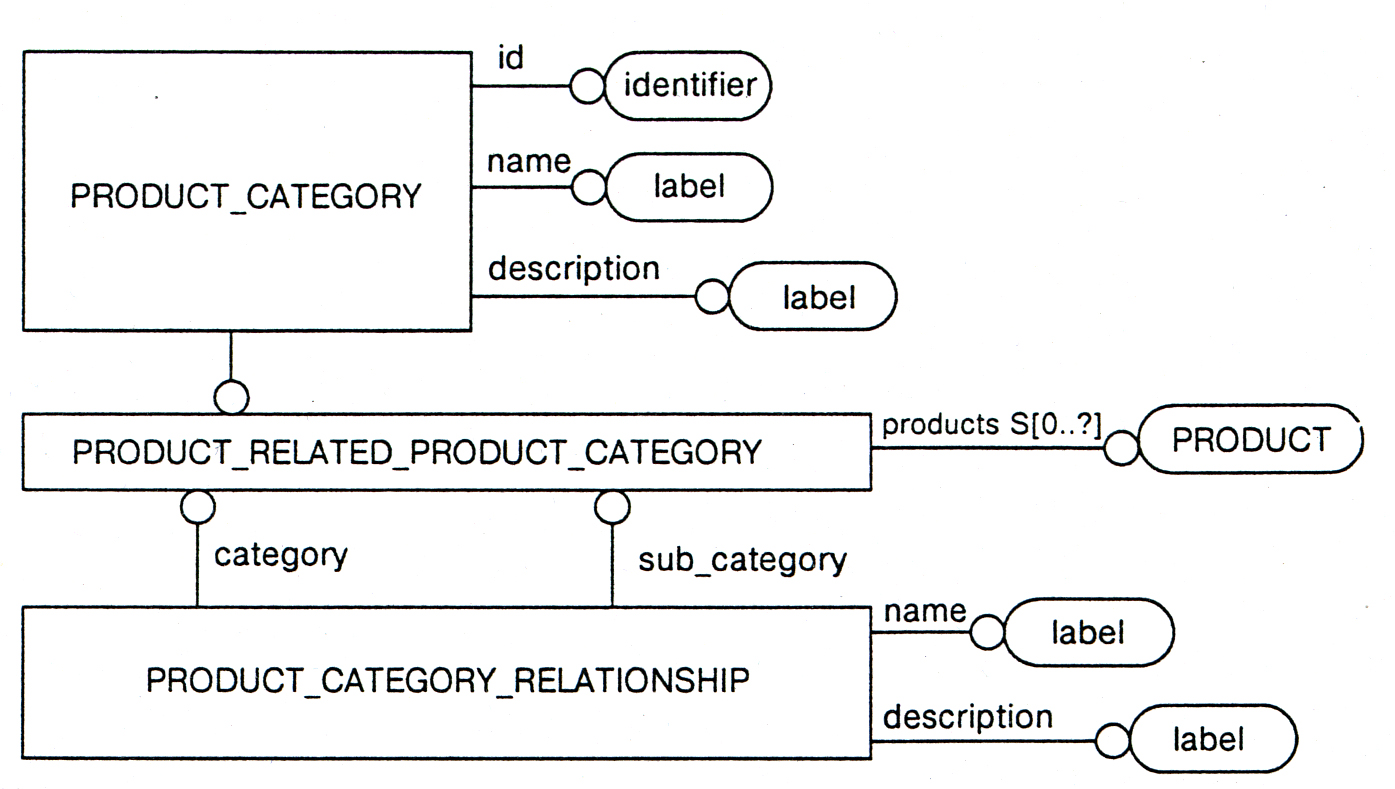 id
identifier
PRODUCT_CATEGORY
name
label
description
label
PRODUCT_RELATED_PRODUCT_CATEGORY
products S[0..?]
PRODUCT
category
sub_category
PRODUCT_CATEGORY_RELATIONSHIP
name
label
description
label